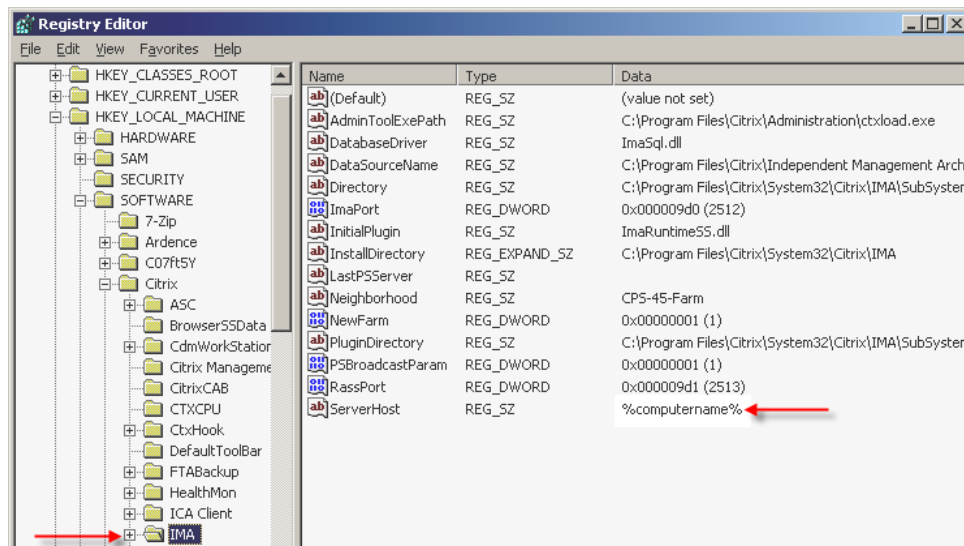 Registry Editor
File Edit View Favorites Help
HKEY_CLASSES_ROOT
HKEY_CURRENT_USER
HKEY_LOCAL_MACHINE
HARDWARE
SAM
SECURITY
SOFTWARE
7-Zip
Ardence
C07ft5Y
Citrix
ASC
BrowserSSData
CdmWorkStation
Citrix Manageme
CitrixCAB
CTXCPU
CtxHook
DefaultToolBar
FTABackup
HealthMon
ICA Client
IMA
Name Type Data
(Default) REG_SZ (value not set)
AdminToolExePath REG_SZ C:\Program Files\Citrix\Administration\ctxload.exe
DatabaseDriver REG_SZ ImaSql.dll
DataSourceName REG_SZ C:\Program Files\Citrix\Independent Management Arch
Directory REG_SZ C:\Program Files\Citrix\System32\Citrix\IMA\SubSyster
ImaPort REG_DWORD 0x000009d0 (2512)
InitialPlugin REG_SZ ImaRuntimeSS.dll
InstallDirectory REG_EXPAND_SZ C:\Program Files\Citrix\System32\Citrix\IMA
LastPSServer REG_SZ
Neighborhood REG_SZ CPS-45-Farm
NewFarm REG_DWORD 0x00000001 (1)
PluginDirectory REG_SZ C:\Program Files\Citrix\System32\Citrix\IMA\SubSyster
PSBroadcastParam REG_DWORD 0x00000001 (1)
RassPort REG_DWORD 0x000009d1 (2513)
ServerHost REG_SZ %computername%